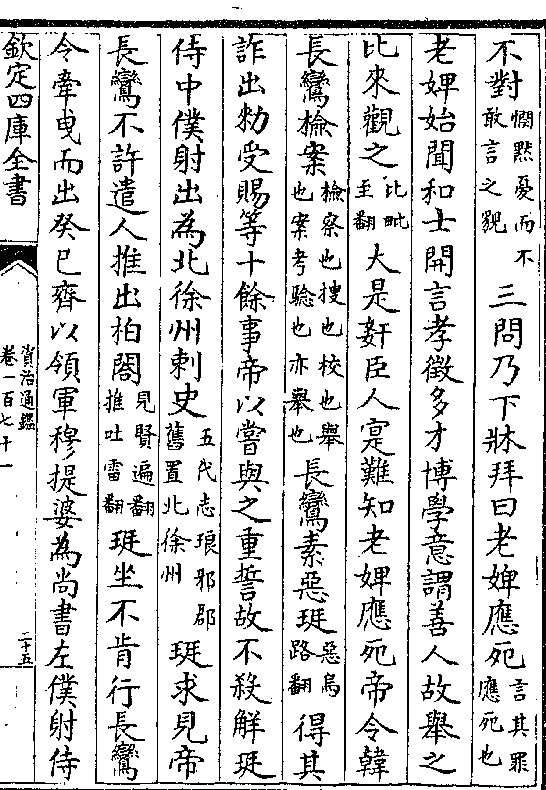 不對憫默憂而不敢言之貌三問乃下牀拜曰老婢應死言其罪應死也
老婢始聞和士開言孝徵多才博學意謂善人故舉之
比來觀之比毗至翻大是姦臣人寔難知老婢應死帝令韓
長鸞檢案檢察也搜也校也舉也案考驗也亦舉也長鸞素惡珽惡烏路翻得其
詐出勑受賜等十餘事帝以嘗與之重誓故不殺解珽
侍中僕射出為北徐州刺史五代志琅邪郡舊置北徐州珽求見帝
長鸞不許遣人推出柏閤見賢遍翻推吐雷翻珽坐不肯行長鸞
令牽曳而出癸巳齊以領軍穆提婆為尚書左僕射侍
欽定四庫全書
資治通鑑
卷一百七十一
二十五